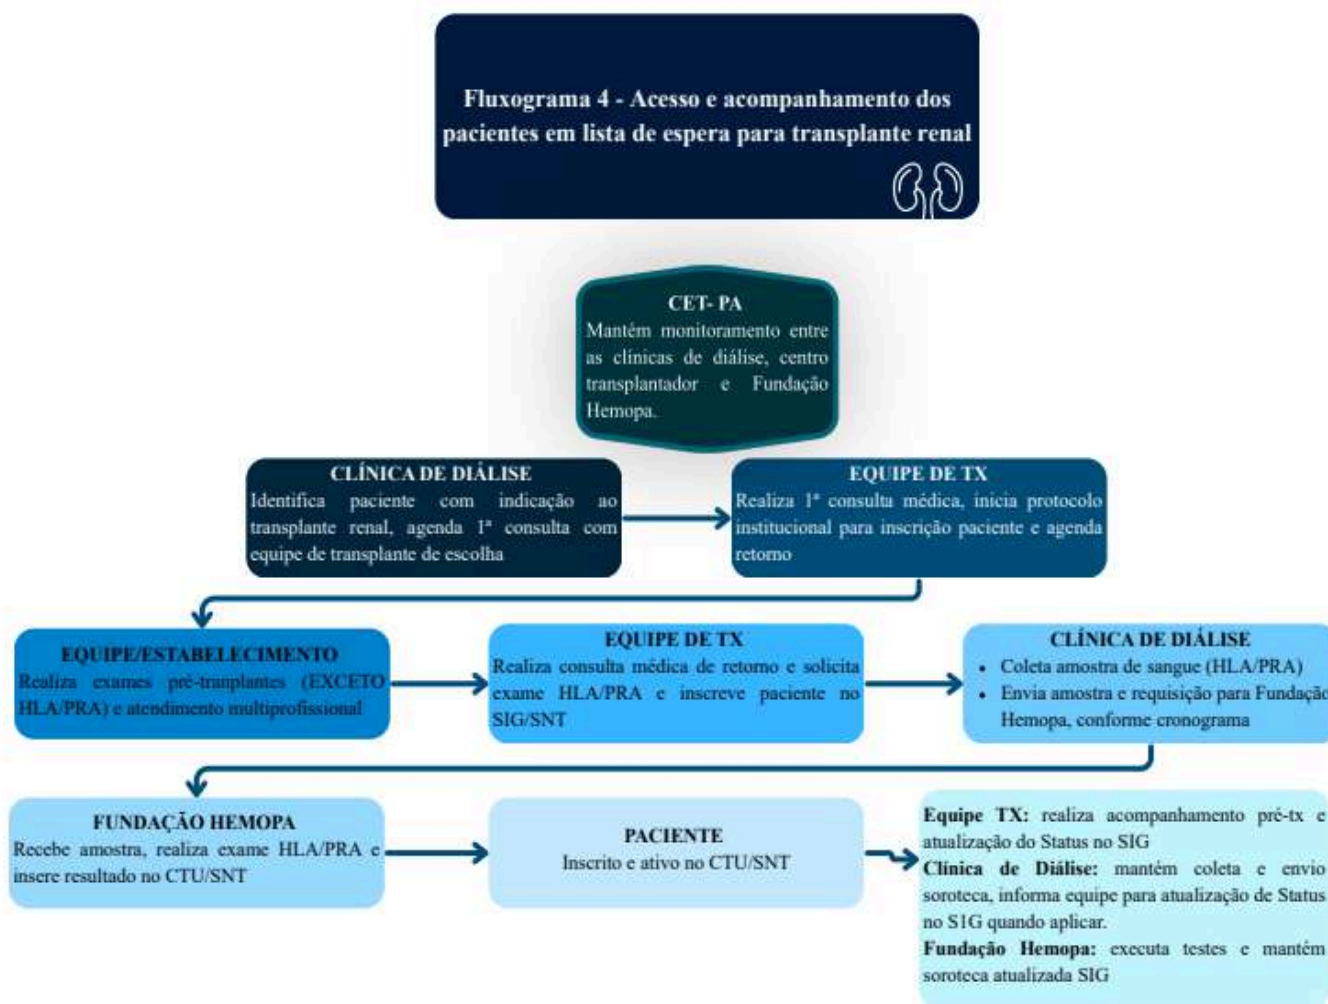 Fluxograma 4 - Acesso e acompanhamento dos
pacientes em lista de espera para transplante renal
CET- PA
Mantém monitoramento entre
as clínicas de diálise, centro
transplantador e Fundação
Hemopa.
CLÍNICA DE DIÁLISE
Identifica paciente com indicação ao
transplante renal, agenda 1ª consulta com
equipe de transplante de escolha
EQUIPE DE TX
Realiza 1ª consulta médica, inicia protocolo
institucional para inscrição paciente e agenda
retorno
EQUIPE/ESTABELECIMENTO
Realiza exames pré-tranplantes (EXCETO
HLA/PRA) e atendimento multiprofissional
EQUIPE DE TX
Realiza consulta médica de retorno e solicita
exame HLA/PRA e inscreve paciente no
SIG/SNT
CLÍNICA DE DIÁLISE
• Coleta amostra de sangue (HLA/PRA)
• Envia amostra e requisição para Fundação
Hemopa, conforme cronograma
FUNDAÇÃO HEMOPA
Recebe amostra, realiza exame HLA/PRA e
insere resultado no CTU/SNT
PACIENTE
Inscrito e ativo no CTU/SNT
Equipe TX: realiza acompanhamento pré-tx e
atualização do Status no SIG
Clínica de Diálise: mantém coleta e envio
soroteca, informa equipe para atualização de Status
no S1G quando aplicar.
Fundação Hemopa: executa testes e mantém
soroteca atualizada SIG